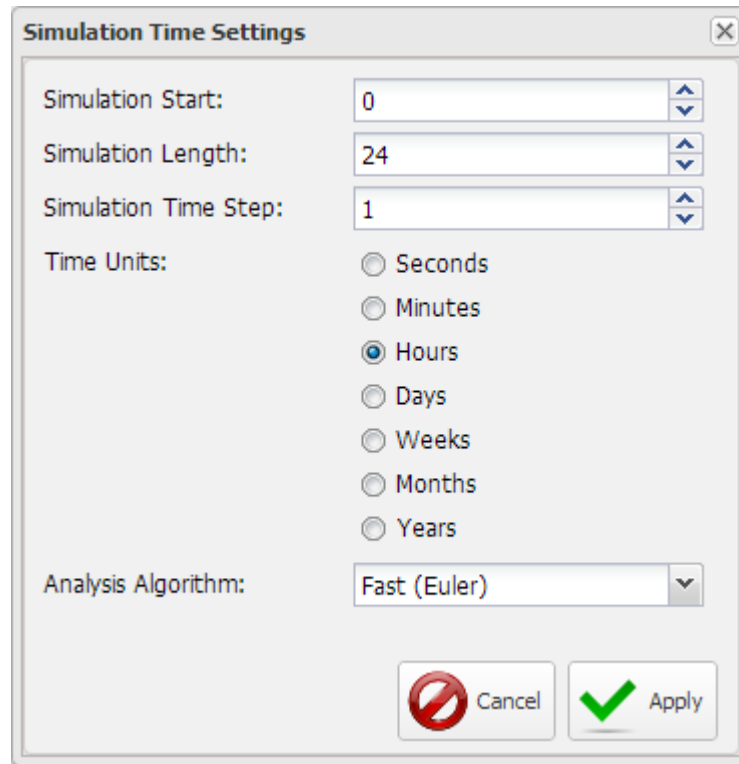 Simulation Time Settings
Simulation Start: 0
Simulation Length: 24
Simulation Time Step: 1
Time Units: Seconds
Minutes
Hours
Days
Weeks
Months
Years
Analysis Algorithm: Fast (Euler)
Cancel Apply